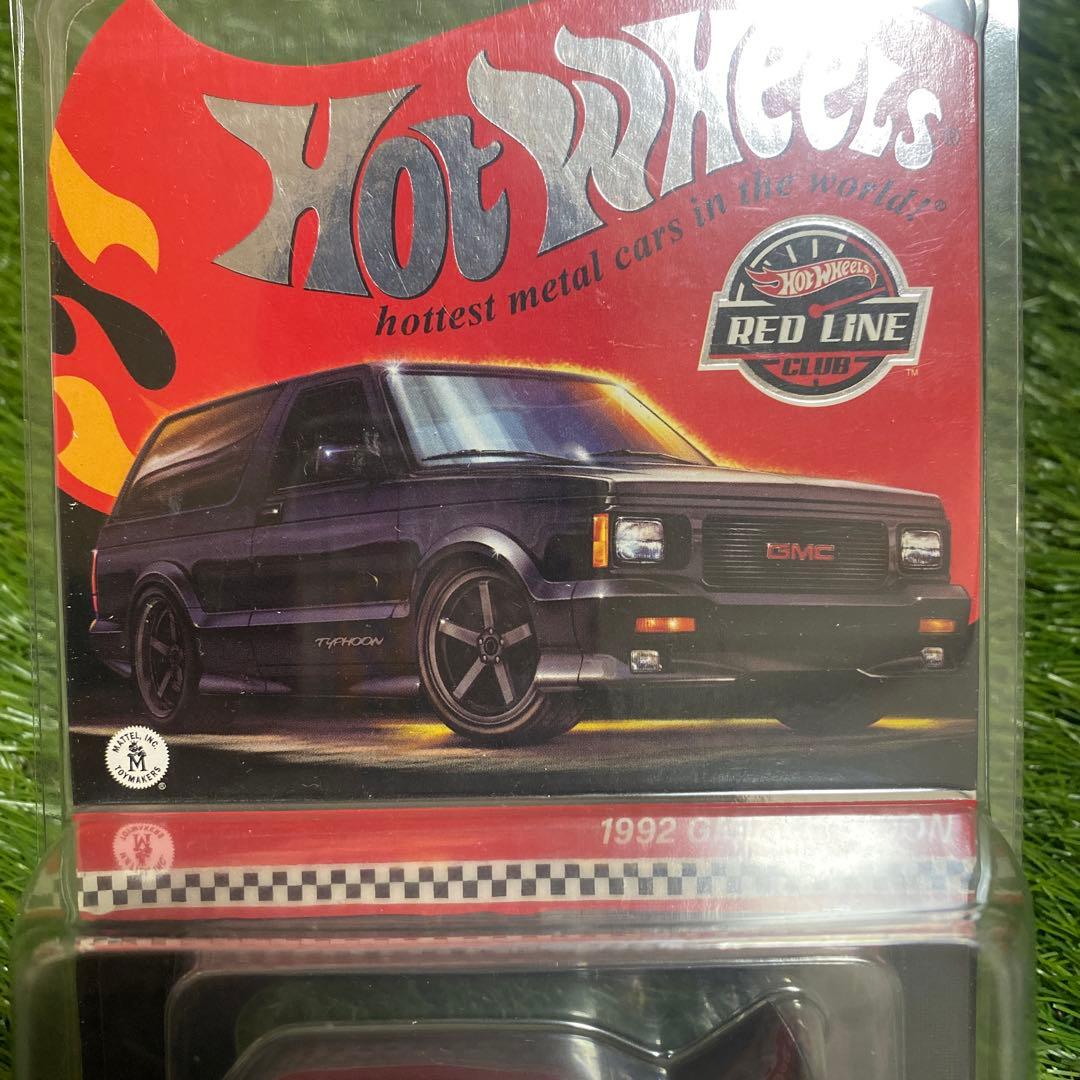 Hot Wheels®
hottest metal cars in the world!®
HOT WHEELS
RED LINE
CLUB
™
GMC
TYPHOON
MATTEL, INC.
M
TOYMAKERS
®
1992